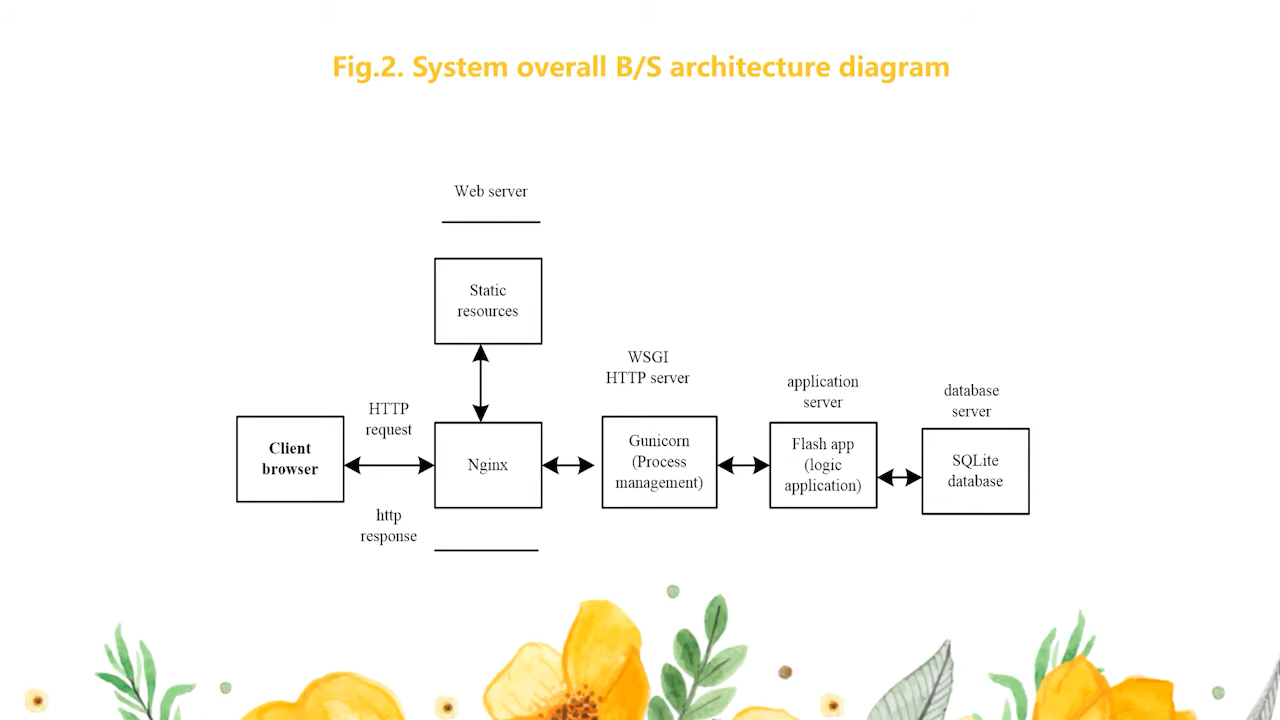 Fig.2. System overall B/S architecture diagram
Web server
Static
resources
WSGI
HTTP server
application
server
database
server
HTTP
request
Client
browser
Nginx
Gunicorn
(Process
management)
Flash app
(logic
application)
SQLite
database
http
response